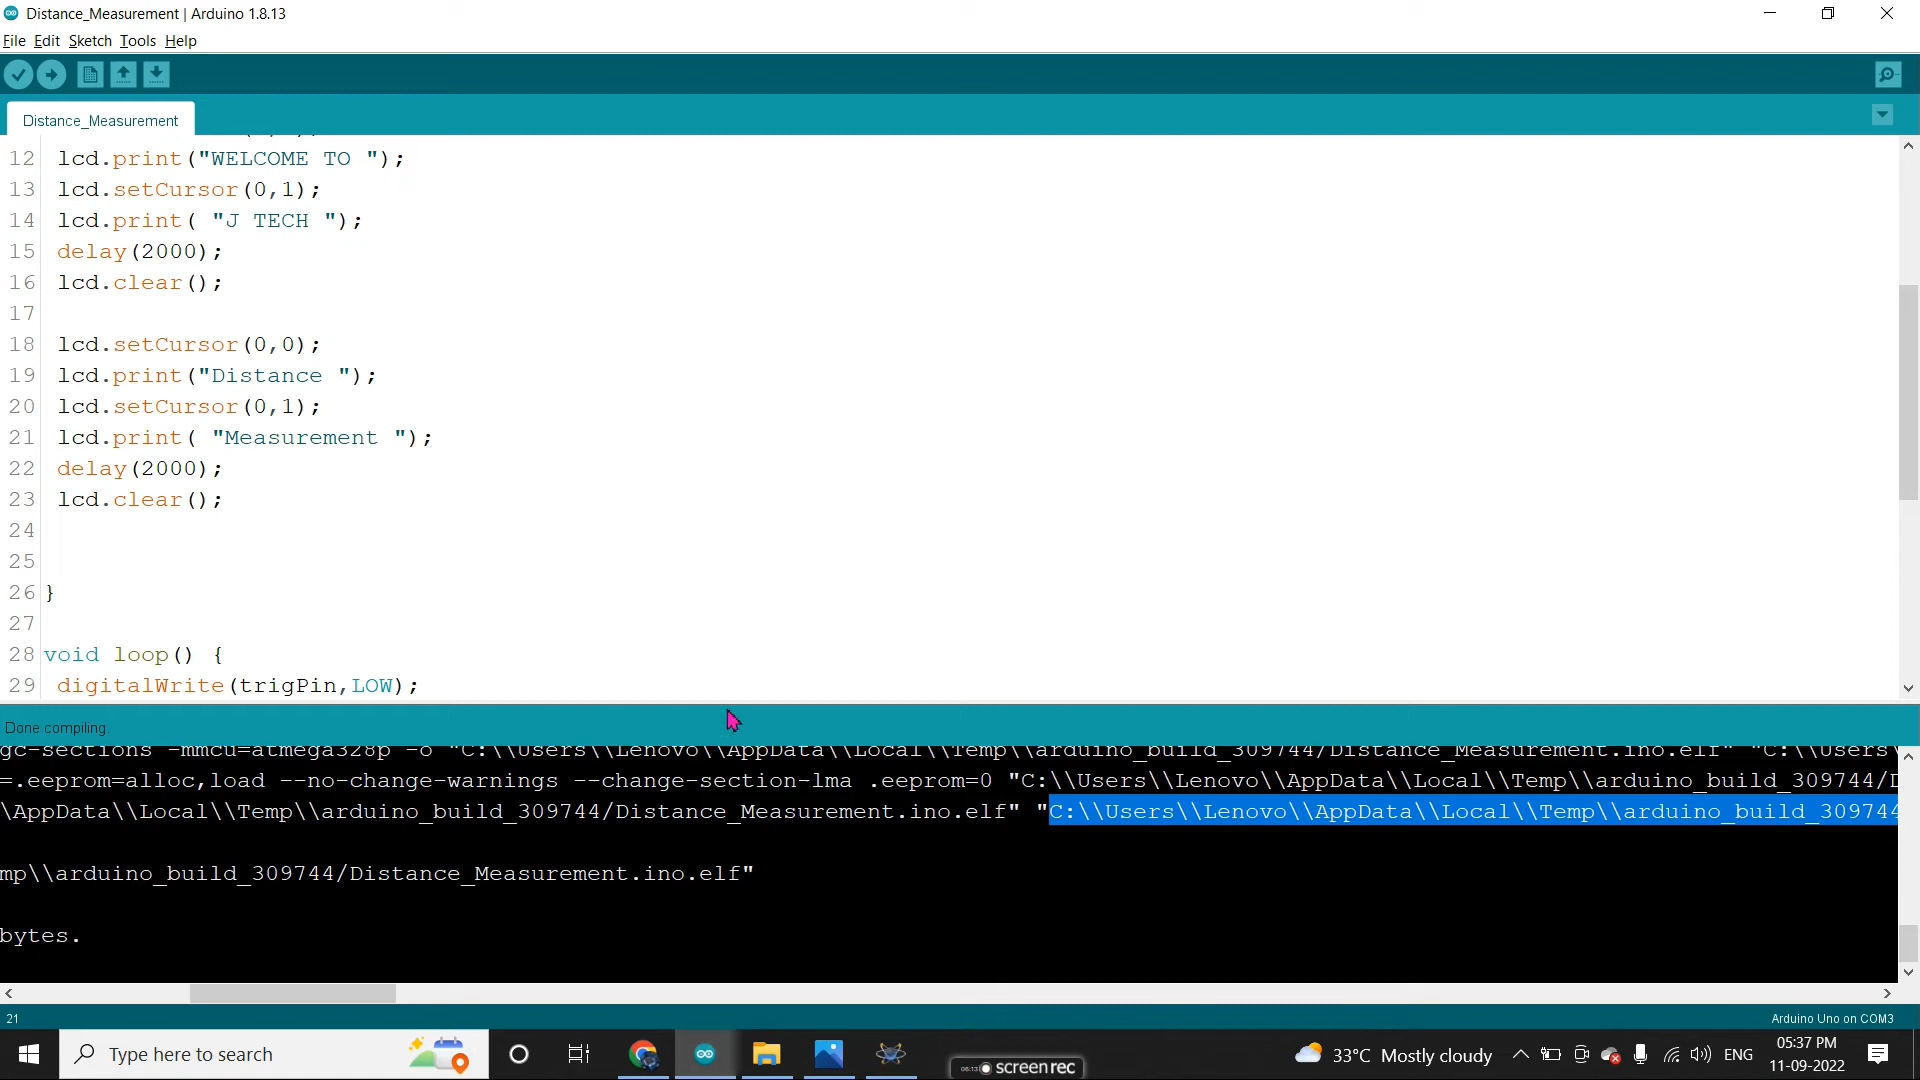 Distance_Measurement | Arduino 1.8.13
File Edit Sketch Tools Help
Distance_Measurement
12 lcd.print("WELCOME TO ");
13 lcd.setCursor(0,1);
14 lcd.print( "J TECH ");
15 delay(2000);
16 lcd.clear();
17
18 lcd.setCursor(0,0);
19 lcd.print("Distance ");
20 lcd.setCursor(0,1);
21 lcd.print( "Measurement ");
22 delay(2000);
23 lcd.clear();
24
25
26 }
27
28 void loop() {
29 digitalWrite(trigPin,LOW);
Done compiling.
gc-sections -mmcu=atmega328p -o "C:\\Users\\Lenovo\\AppData\\Local\\Temp\\arduino_build_309744/Distance_Measurement.ino.elf" "C:\\Users\
=.eeprom=alloc,load --no-change-warnings --change-section-lma .eeprom=0 "C:\\Users\\Lenovo\\AppData\\Local\\Temp\\arduino_build_309744/D
\AppData\\Local\\Temp\\arduino_build_309744/Distance_Measurement.ino.elf" "C:\\Users\\Lenovo\\AppData\\Local\\Temp\\arduino_build_309744
mp\\arduino_build_309744/Distance_Measurement.ino.elf"
bytes.
21
Arduino Uno on COM3
Type here to search
06:13 screenrec
33°C Mostly cloudy
ENG
05:37 PM
11-09-2022